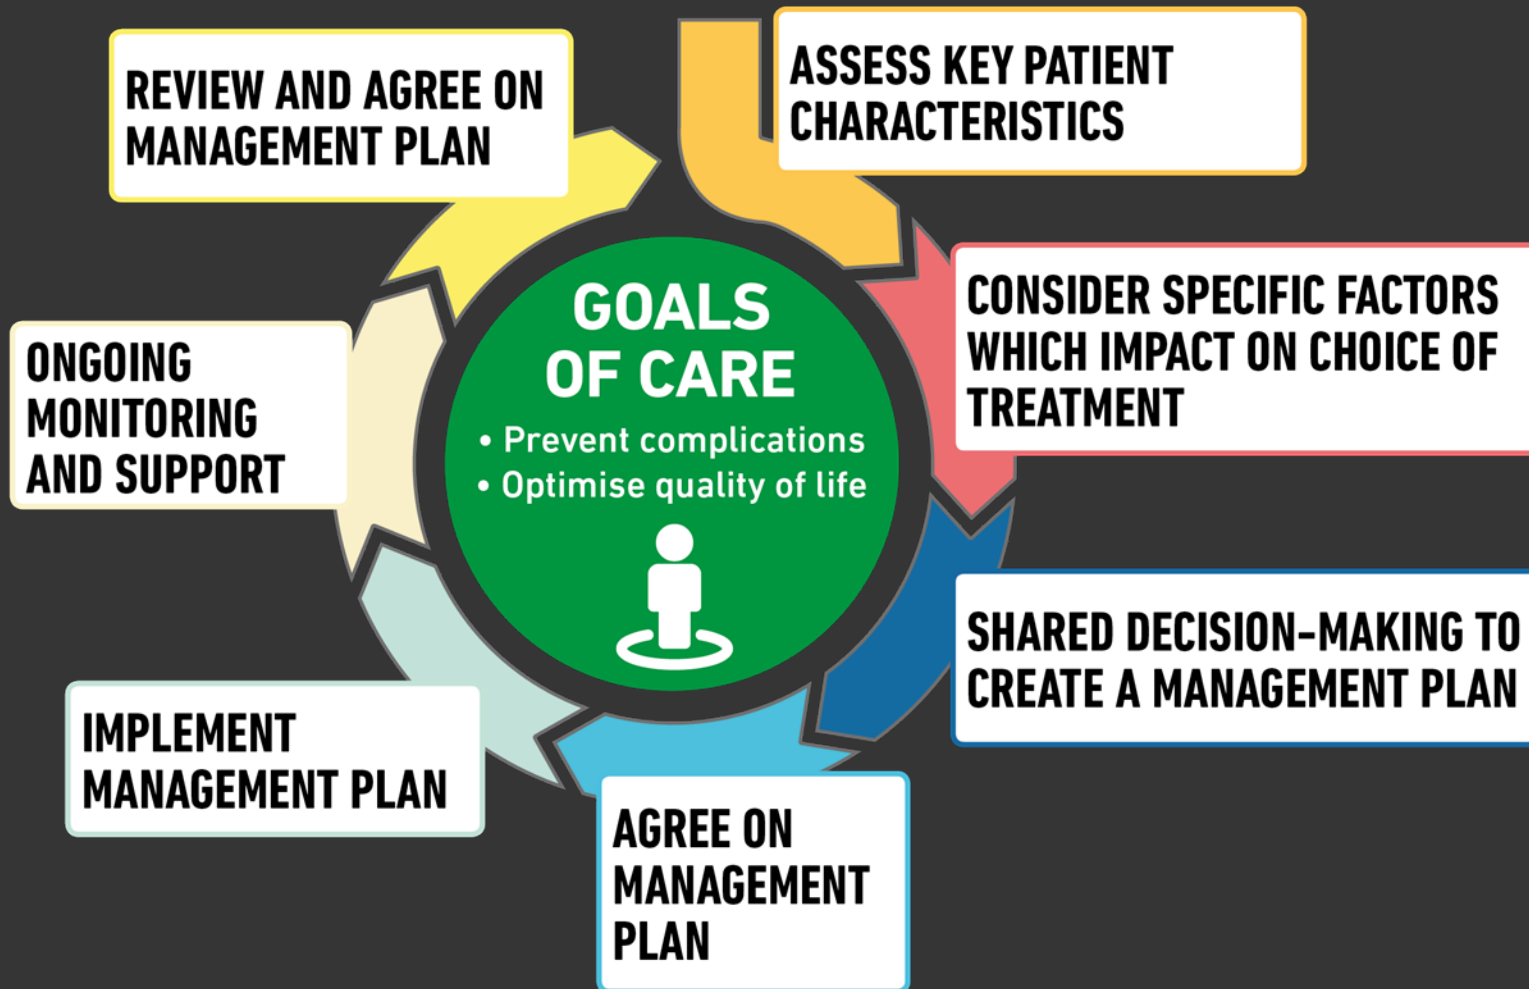 ASSESS KEY PATIENT
CHARACTERISTICS
CONSIDER SPECIFIC FACTORS
WHICH IMPACT ON CHOICE OF
TREATMENT
SHARED DECISION-MAKING TO
CREATE A MANAGEMENT PLAN
AGREE ON
MANAGEMENT
PLAN
IMPLEMENT
MANAGEMENT PLAN
ONGOING
MONITORING
AND SUPPORT
REVIEW AND AGREE ON
MANAGEMENT PLAN
GOALS
OF CARE
• Prevent complications
• Optimise quality of life